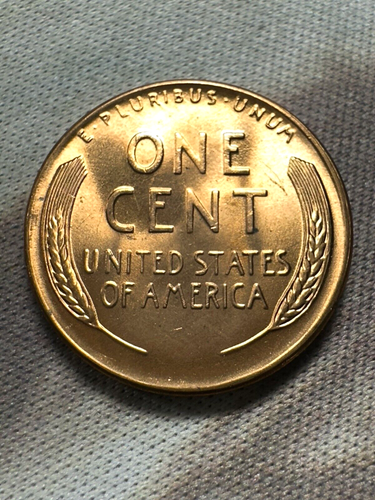 E·PLURIBUS·UNUM
ONE
CENT
UNITED STATES
OF AMERICA